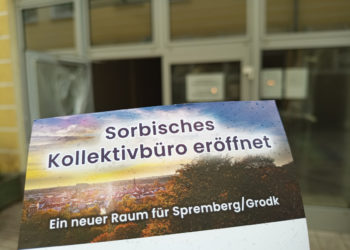 Sorbisches
Kollektivbüro eröffnet
Ein neuer Raum für Spremberg/Grodk